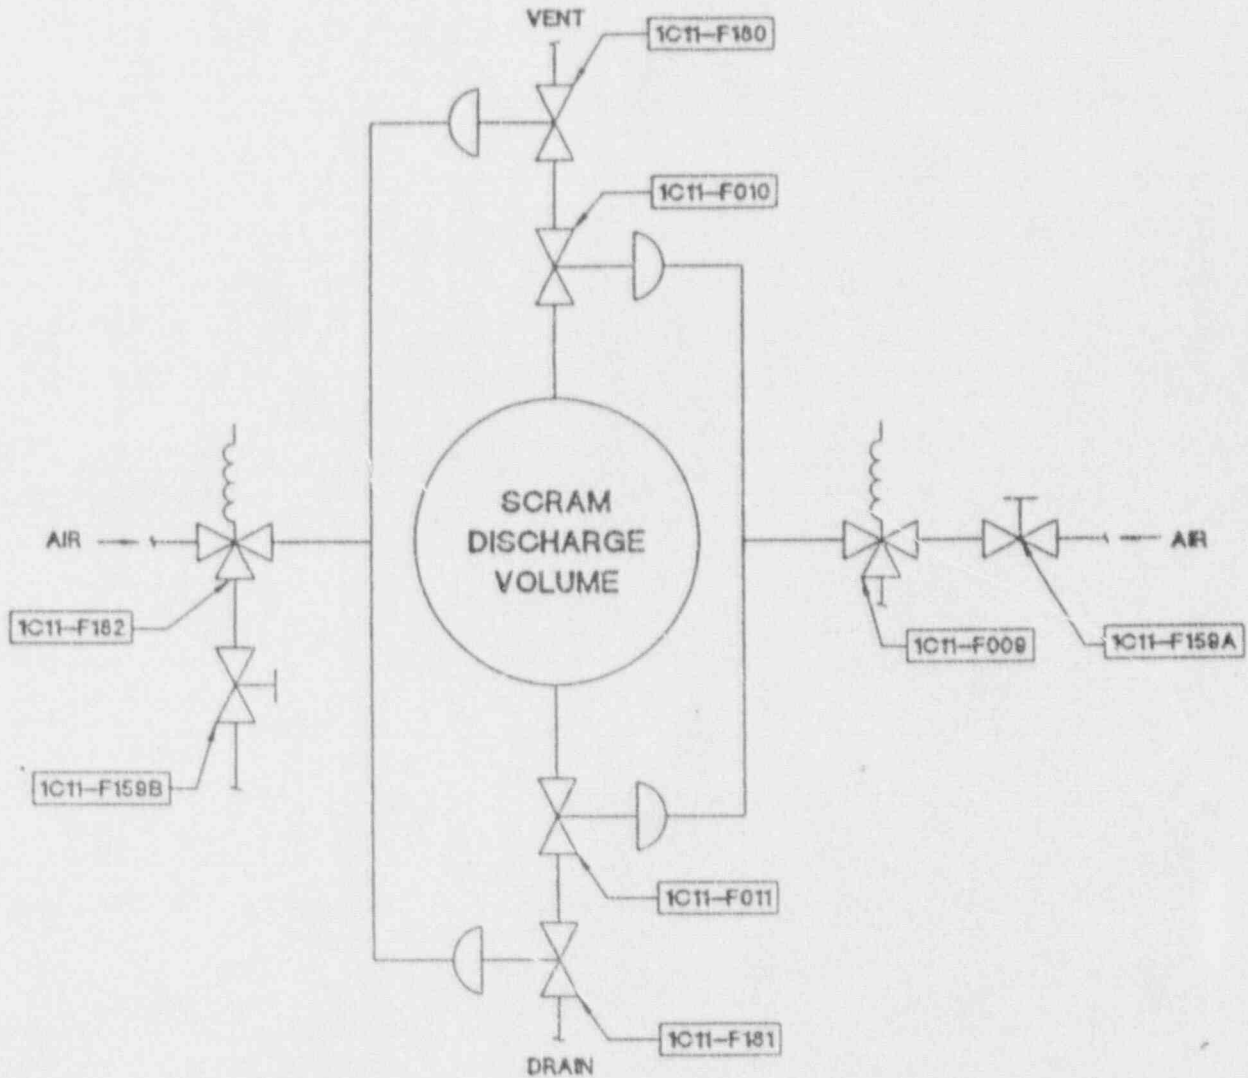 VENT
1C11-F180
1C11-F010
SCRAM
DISCHARGE
VOLUME
AIR
AIR
1C11-F182
1C11-F009
1C11-F159A
1C11-F159B
1C11-F011
1C11-F181
DRAIN